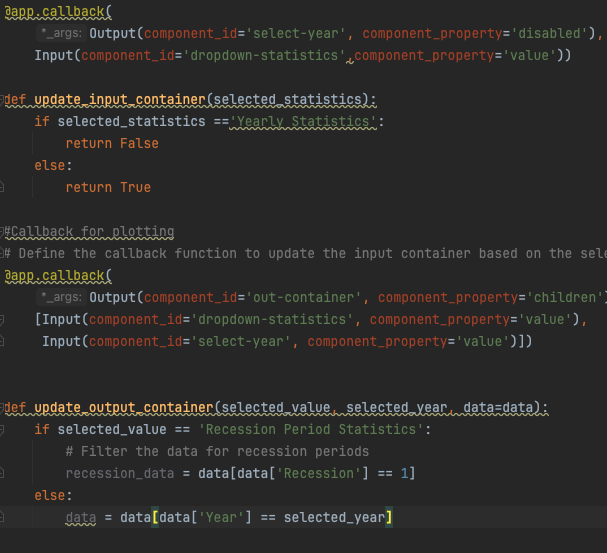 @app.callback(
*_args: Output(component_id='select-year', component_property='disabled'),
Input(component_id='dropdown-statistics',component_property='value'))
def update_input_container(selected_statistics):
if selected_statistics =='Yearly Statistics':
return False
else:
return True
#Callback for plotting
# Define the callback function to update the input container based on the sele
@app.callback(
*_args: Output(component_id='out-container', component_property='children')
[Input(component_id='dropdown-statistics', component_property='value'),
Input(component_id='select-year', component_property='value')])
def update_output_container(selected_value, selected_year, data=data):
if selected_value == 'Recession Period Statistics':
# Filter the data for recession periods
recession_data = data[data['Recession'] == 1]
else:
data = data[data['Year'] == selected_year]